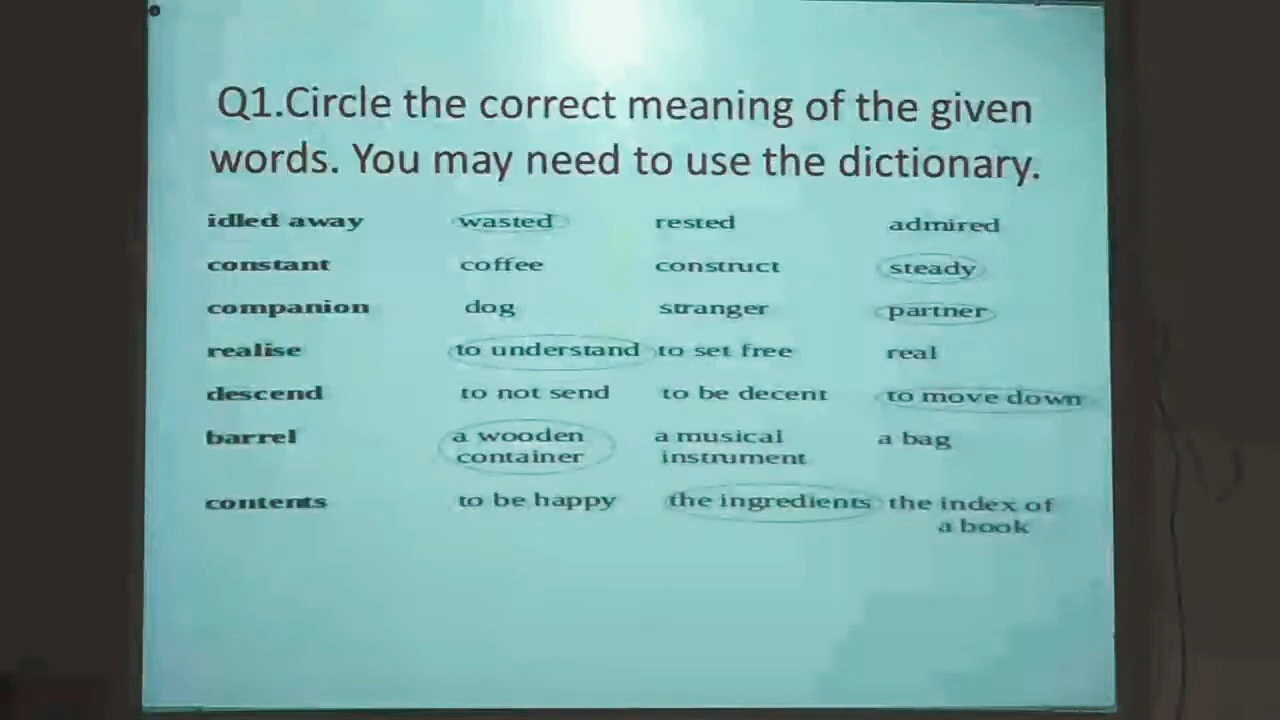 Q1.Circle the correct meaning of the given
words. You may need to use the dictionary.
idled away wasted rested admired
constant coffee construct steady
companion dog stranger partner
realise to understand to set free real
descend to not send to be decent to move down
barrel a wooden a musical a bag
container instrument
contents to be happy the ingredients the index of
a book